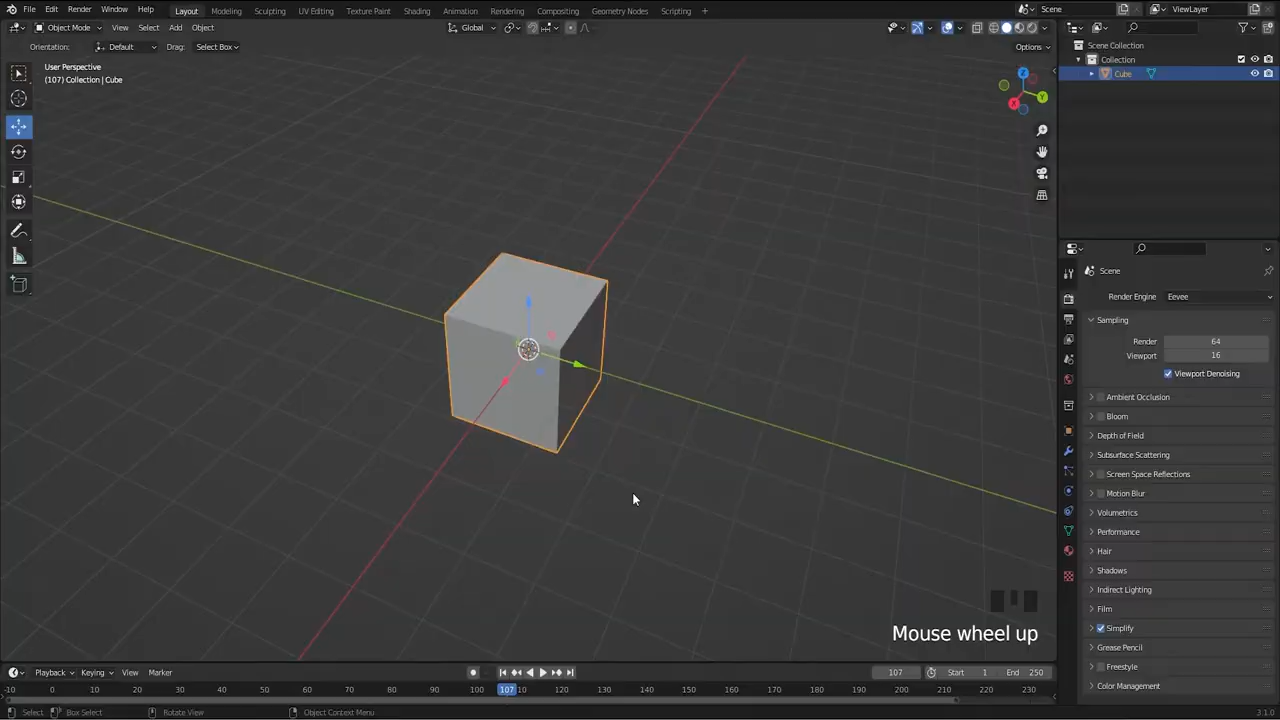 File Edit Render Window Help Layout Modeling Sculpting UV Editing Texture Paint Shading Animation Rendering Compositing Geometry Nodes Scripting + Scene ViewLayer
Object Mode View Select Add Object Global
Orientation: Default Drag: Select Box Options
User Perspective
(107) Collection | Cube
Z
Y
X
Scene Collection
Collection
Cube
Scene
Render Engine Eevee
Sampling
Render 64
Viewport 16
Viewport Denoising
Ambient Occlusion
Bloom
Depth of Field
Subsurface Scattering
Screen Space Reflections
Motion Blur
Volumetrics
Performance
Hair
Shadows
Indirect Lighting
Film
Simplify
Grease Pencil
Freestyle
Color Management
Mouse wheel up
Playback Keying View Marker 107 Start 1 End 250
-10 0 10 20 30 40 50 60 70 80 90 100 107 110 120 130 140 150 160 170 180 190 200 210 220 230
Select Box Select Rotate View Object Context Menu 3.1.0